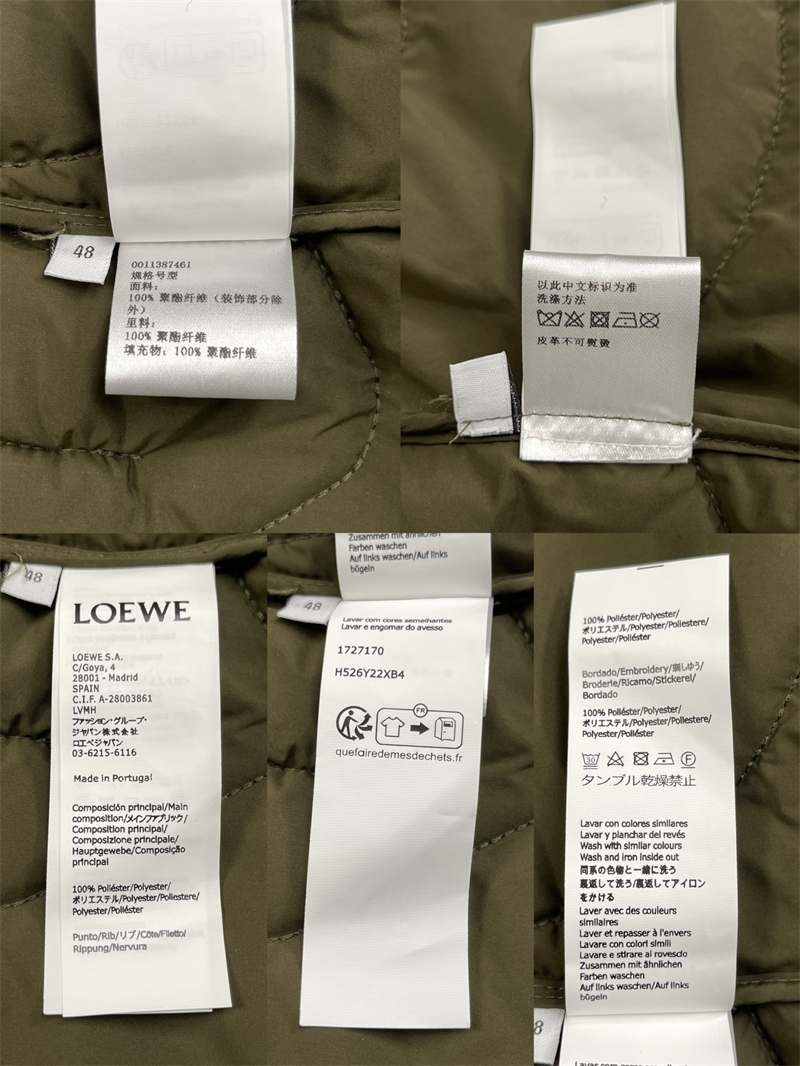 48
0011387461
规格号型
面料:
100% 聚酯纤维 (装饰部分除
外)
里料:
100% 聚酯纤维
填充物: 100% 聚酯纤维
以此中文标识为准
洗涤方法
皮革不可熨燙
48
LOEWE
LOEWE S.A.
C/Goya, 4
28001 - Madrid
SPAIN
C.I.F. A-28003861
LVMH
ファッション・グループ・
ジャパン株式会社
ロエベジャパン
03-6215-6116
Made in Portugal
Composición principal/Main
composition/メインファブリック/
Composition principal/
Composizione principale/
Hauptgewebe/Composição
principal
100% Poliéster/Polyester/
ポリエステル/Polyester/Poliestere/
Polyester/Poliéster
Punto/Rib/リブ/Côte/Filetto/
Rippung/Nervura
Zusammen mit ähnlichen
Farben waschen
Auf links waschen/Auf links
bügeln
48
Lavar com cores semelhantes
Lavar e engomar do avesso
1727170
H526Y22XB4
FR
quefairedemesdechets.fr
100% Poliéster/Polyester/
ポリエステル/Polyester/Poliestere/
Polyester/Poliéster
Bordado/Embroidery/刺しゆう/
Broderie/Ricamo/Stickerei/
Bordado
100% Poliéster/Polyester/
ポリエステル/Polyester/Poliestere/
Polyester/Poliéster
30
F
タンブル乾燥禁止
Lavar con colores similares
Lavar y planchar del revés
Wash with similar colours
Wash and iron inside out
同系の色物と一緒に洗う
裏返して洗う/裏返してアイロン
をかける
Laver avec des couleurs
similaires
Laver et repasser à l'envers
Lavare con colori simili
Lavare e stirare al rovescio
Zusammen mit ähnlichen
Farben waschen
Auf links waschen/Auf links
bügeln
8
Lavar com cores semelhantes